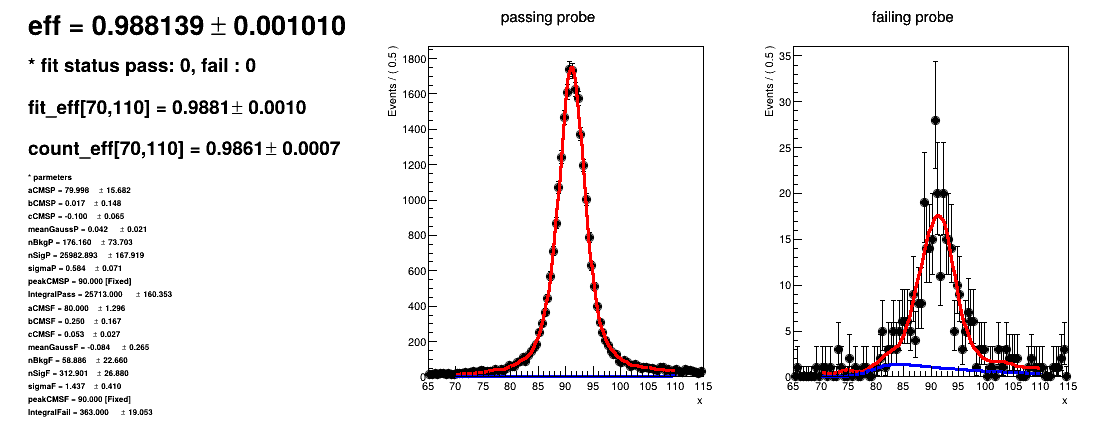 eff = 0.988139 ± 0.001010
* fit status pass: 0, fail : 0
fit_eff[70,110] = 0.9881± 0.0010
count_eff[70,110] = 0.9861± 0.0007
* parmeters
aCMSP = 79.998 ± 15.682
bCMSP = 0.017 ± 0.148
cCMSP = -0.100 ± 0.065
meanGaussP = 0.042 ± 0.021
nBkgP = 176.160 ± 73.703
nSigP = 25982.893 ± 167.919
sigmaP = 0.584 ± 0.071
peakCMSP = 90.000 [Fixed]
IntegralPass = 25713.000 ± 160.353
aCMSF = 80.000 ± 1.296
bCMSF = 0.250 ± 0.167
cCMSF = 0.053 ± 0.027
meanGaussF = -0.084 ± 0.265
nBkgF = 58.886 ± 22.660
nSigF = 312.901 ± 26.880
sigmaF = 1.437 ± 0.410
peakCMSF = 90.000 [Fixed]
IntegralFail = 363.000 ± 19.053
passing probe
Events / ( 0.5 )
1800
1600
1400
1200
1000
800
600
400
200
0
65 70 75 80 85 90 95 100 105 110 115
x
failing probe
Events / ( 0.5 )
35
30
25
20
15
10
5
0
65 70 75 80 85 90 95 100 105 110 115
x